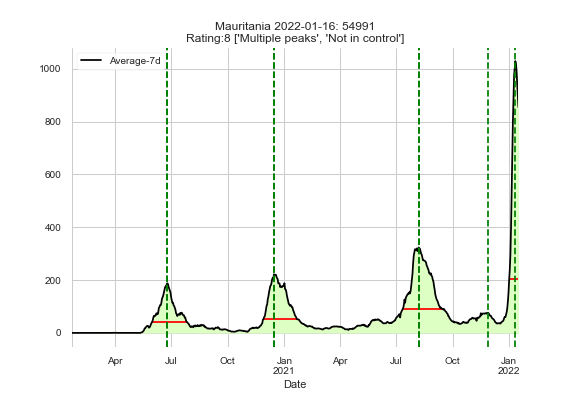 Mauritania 2022-01-16: 54991
Rating:8 ['Multiple peaks', 'Not in control']
Average-7d
1000
800
600
400
200
0
Apr
Jul
Oct
Jan
2021
Apr
Jul
Oct
Jan
2022
Date